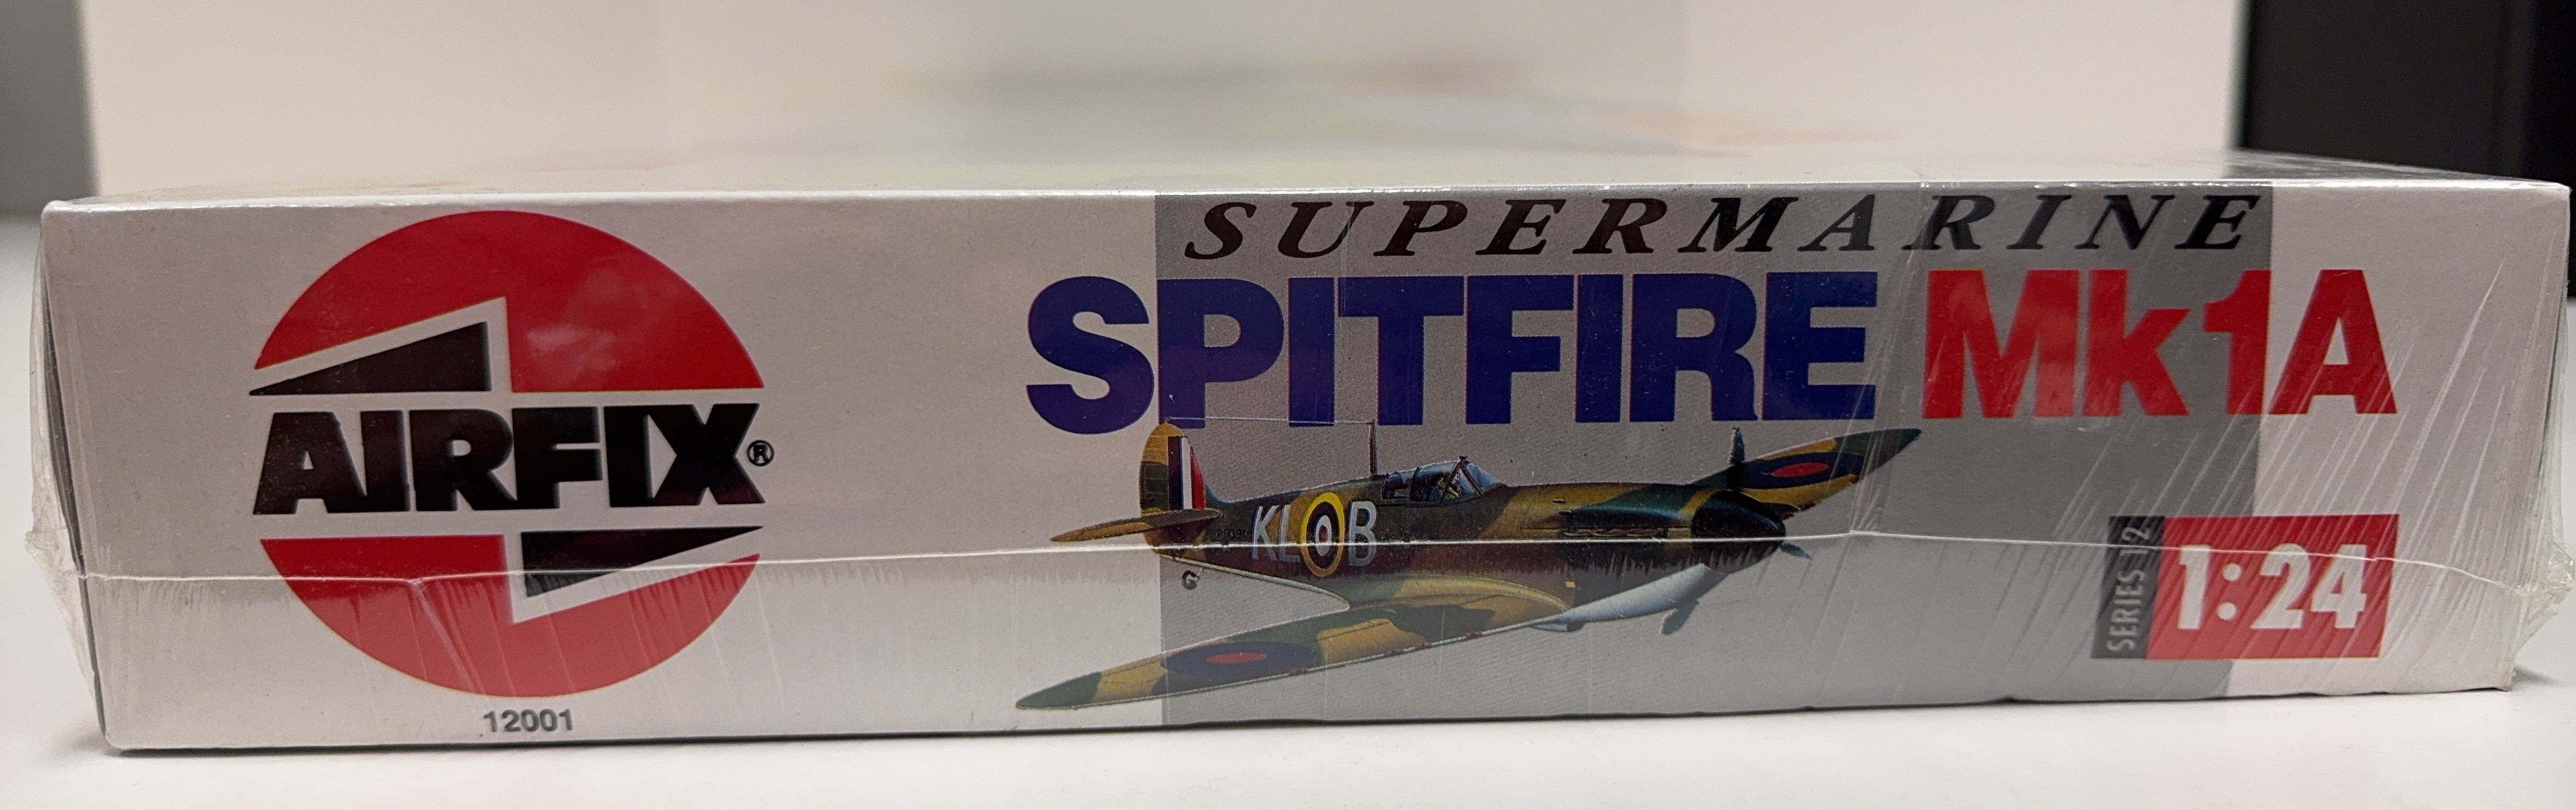 AIRFIX®
12001
SUPERMARINE
SPITFIRE Mk1A
KL B
SERIES 12
1:24